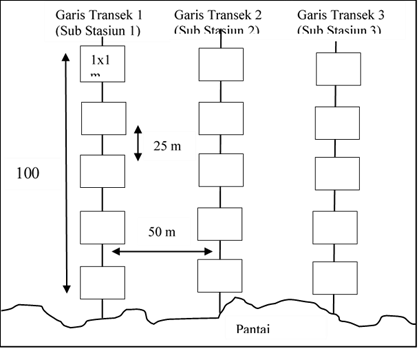 Garis Transek 1
(Sub Stasiun 1)
Garis Transek 2
(Sub Stasiun 2)
Garis Transek 3
(Sub Stasiun 3)
1x1
m
25 m
100
50 m
Pantai